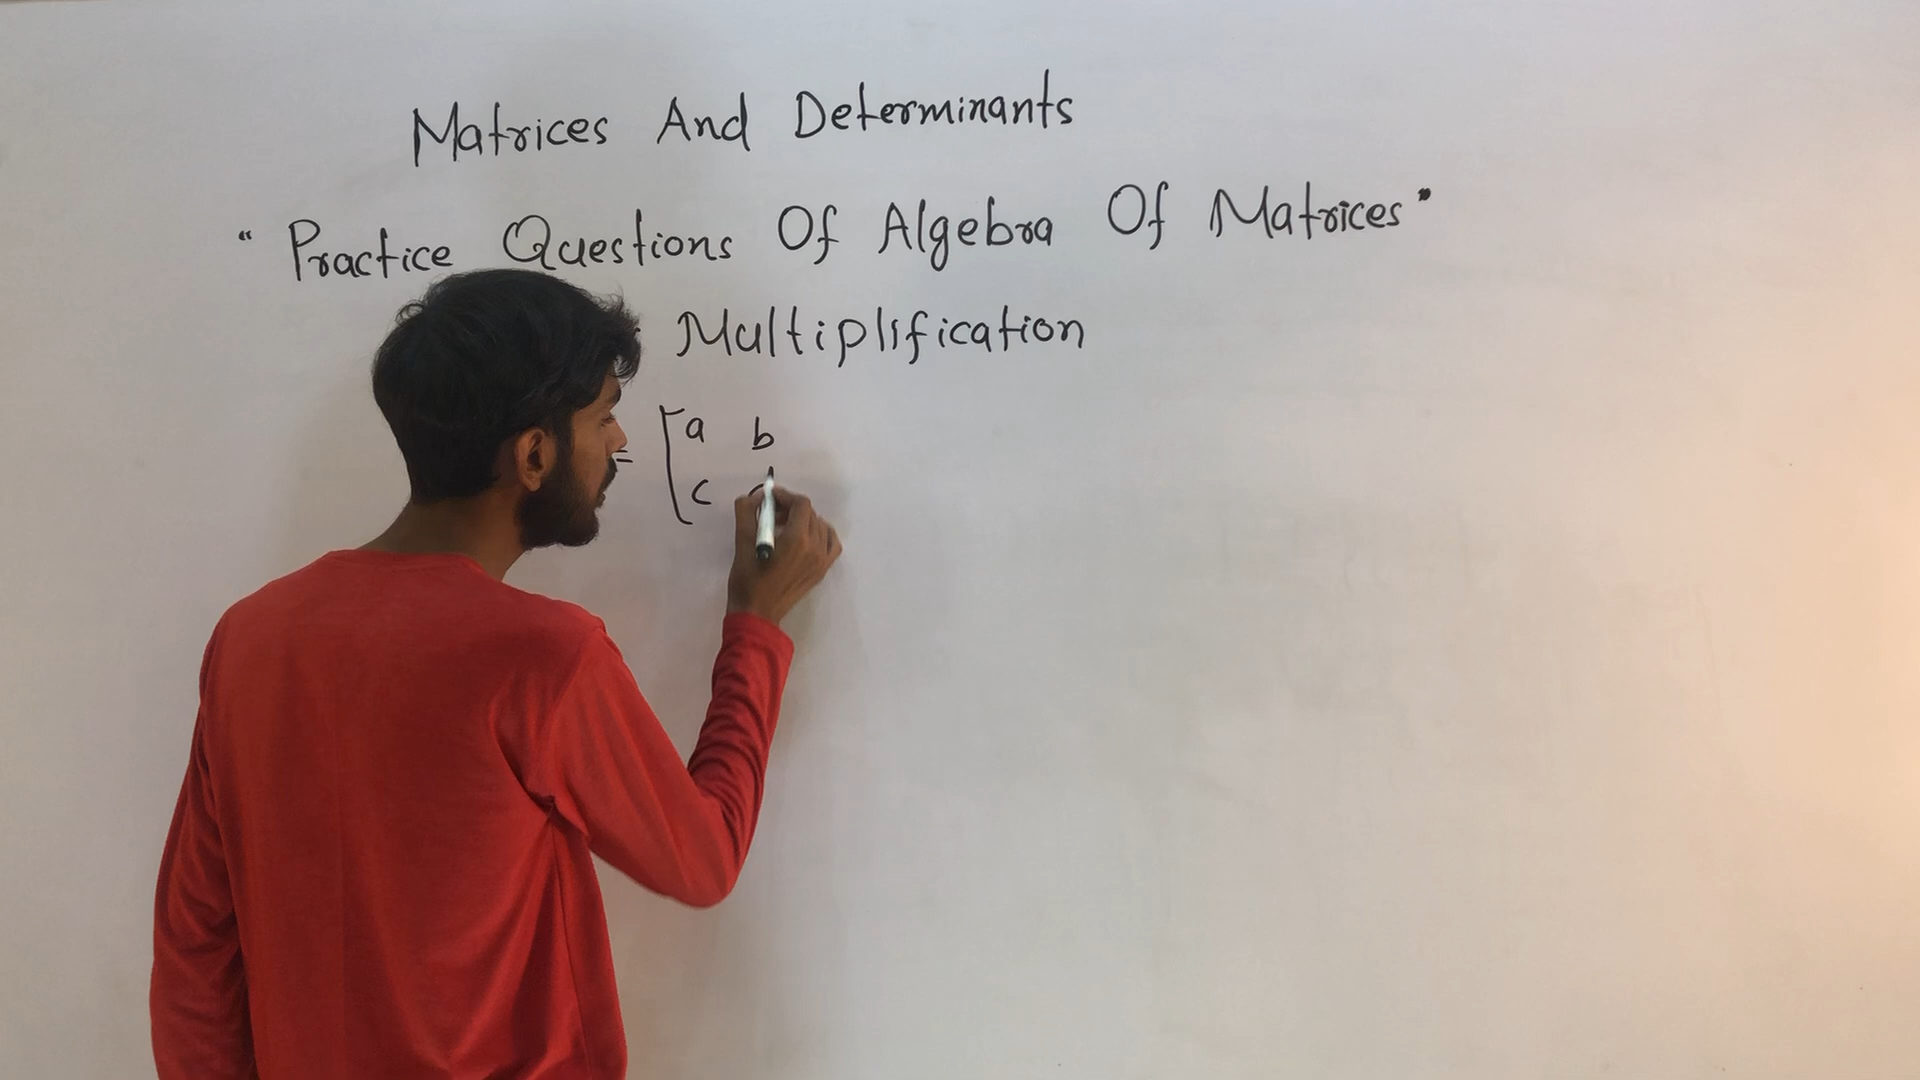 Matrices And Determinants
“ Practice Questions Of Algebra Of Matrices ”
Multiplification
= [ a b
c